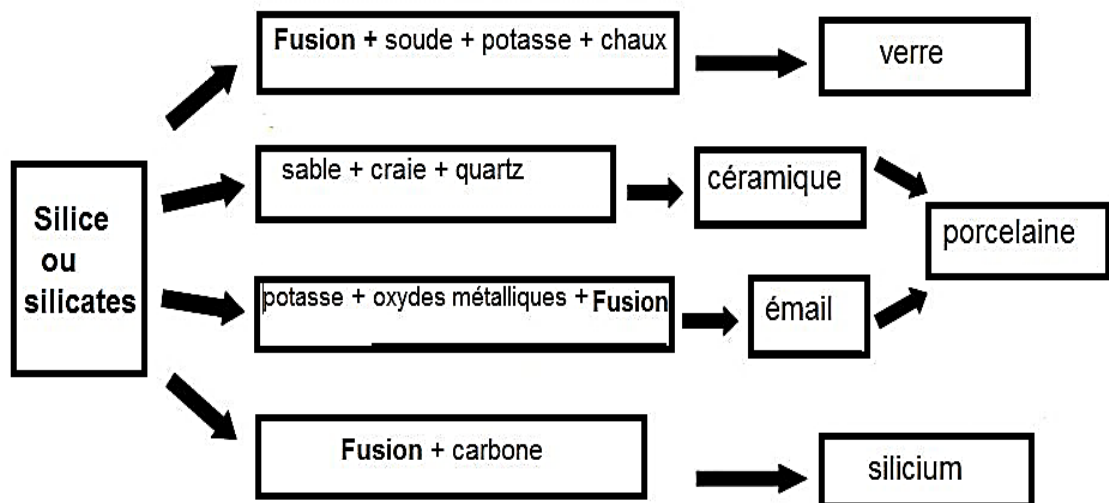 Fusion + soude + potasse + chaux
verre
sable + craie + quartz
céramique
Silice
ou
silicates
porcelaine
potasse + oxydes métalliques + Fusion
émail
Fusion + carbone
silicium